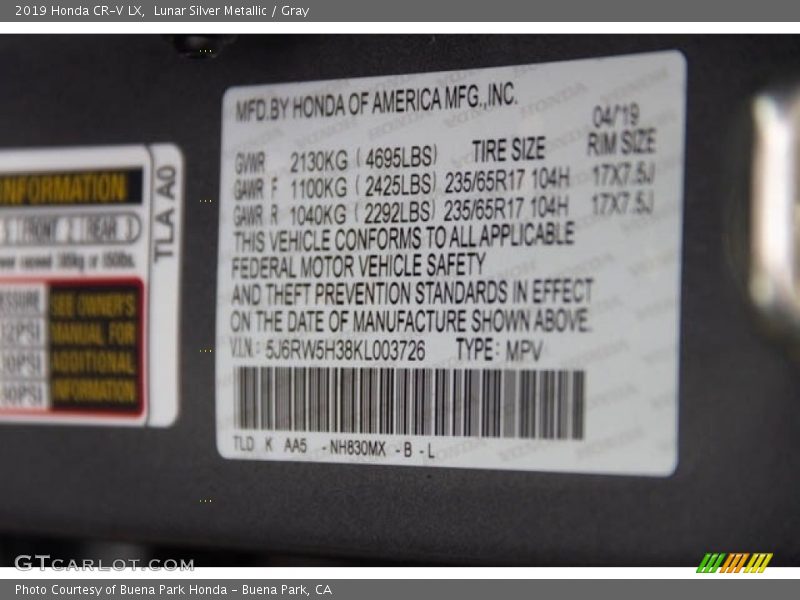 2019 Honda CR-V LX, Lunar Silver Metallic / Gray
MFD.BY HONDA OF AMERICA MFG.,INC.
04/19
GVWR 2130KG ( 4695LBS) TIRE SIZE RIM SIZE
GAWR F 1100KG ( 2425LBS) 235/65R17 104H 17X7.5J
GAWR R 1040KG ( 2292LBS) 235/65R17 104H 17X7.5J
THIS VEHICLE CONFORMS TO ALL APPLICABLE
FEDERAL MOTOR VEHICLE SAFETY
AND THEFT PREVENTION STANDARDS IN EFFECT
ON THE DATE OF MANUFACTURE SHOWN ABOVE.
V.I.N.: 5J6RW5H38KL003726 TYPE: MPV
TLD K AA5 -NH830MX -B -L
TLA A0
INFORMATION
FRONT 2 REAR
SEE OWNER'S
MANUAL FOR
ADDITIONAL
INFORMATION
GTCARLOT.COM
Photo Courtesy of Buena Park Honda - Buena Park, CA